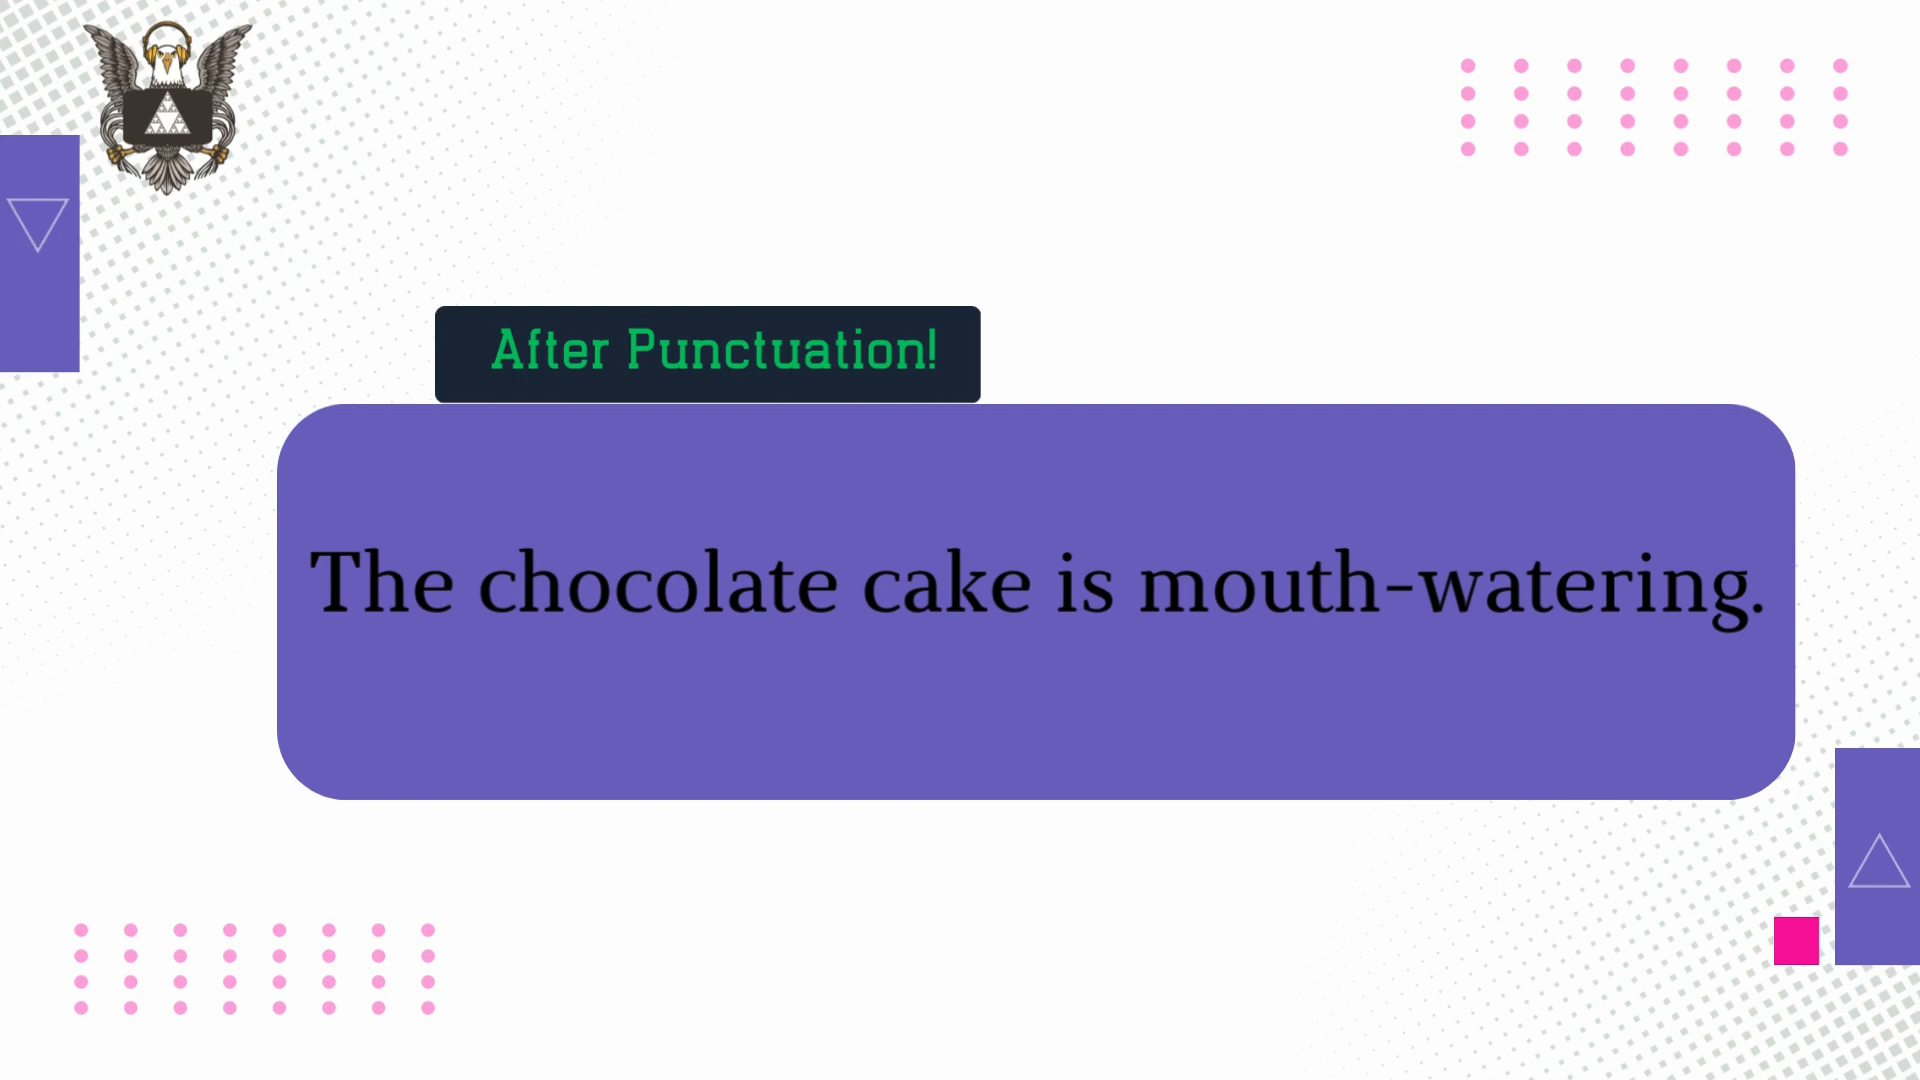 After Punctuation!
The chocolate cake is mouth-watering.